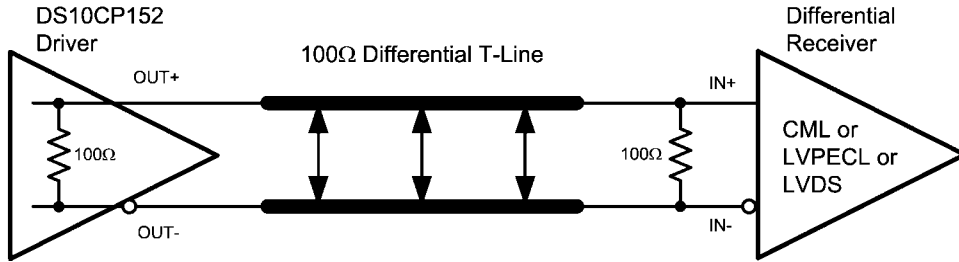 DS10CP152
Driver
Differential
Receiver
100Ω Differential T-Line
OUT+
IN+
100Ω
100Ω
CML or
LVPECL or
LVDS
OUT-
IN-